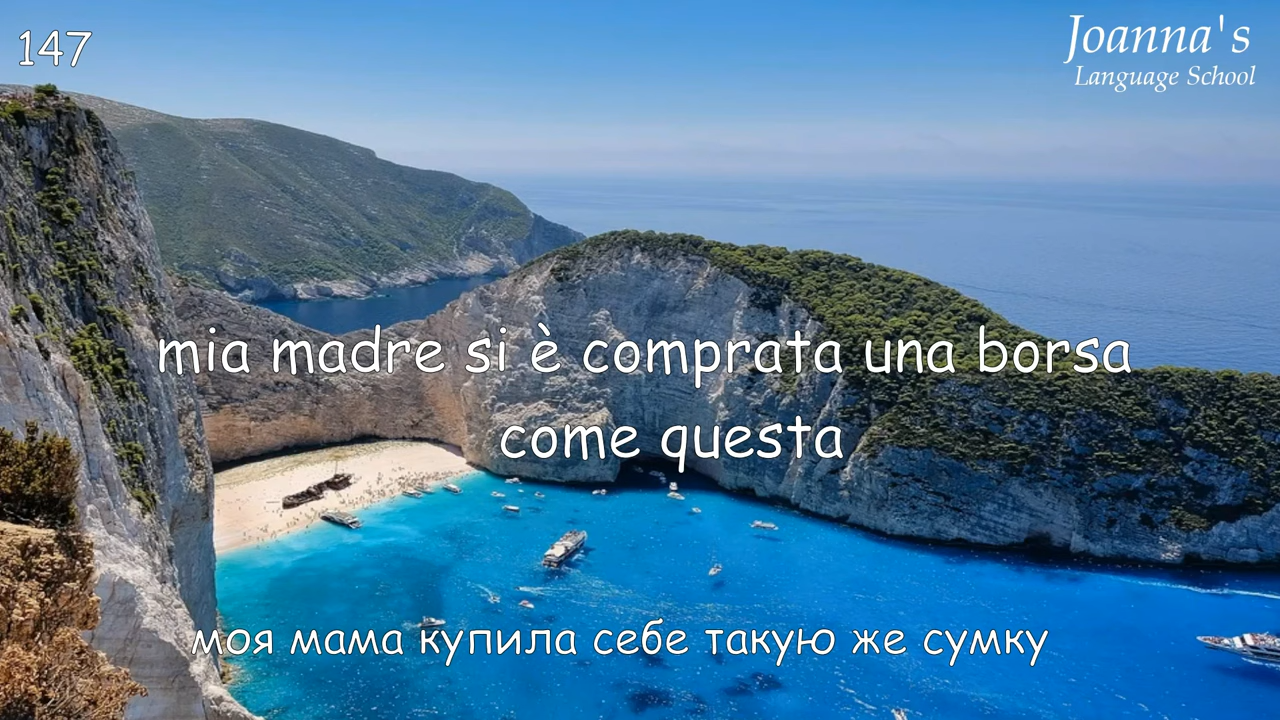 147
Joanna's
Language School
mia madre si è comprata una borsa
come questa
моя мама купила себе такую же сумку